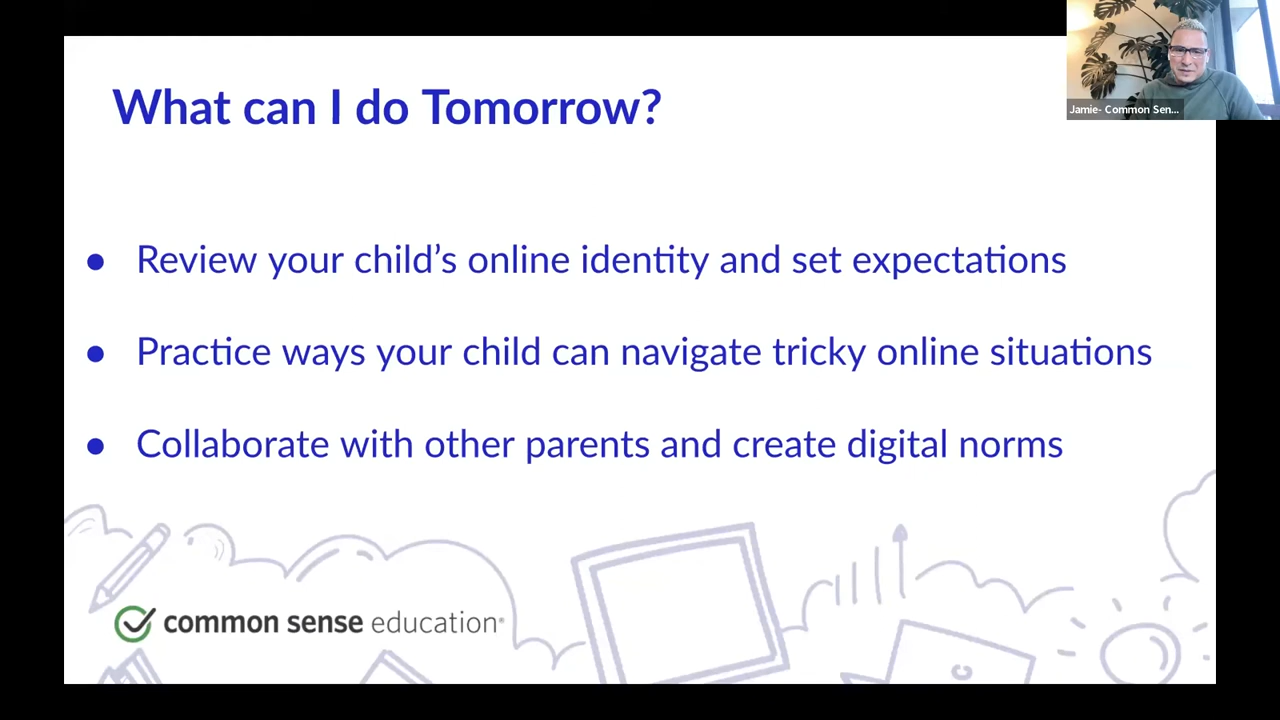 What can I do Tomorrow?
Jamie- Common Sen...
● Review your child’s online identity and set expectations
● Practice ways your child can navigate tricky online situations
● Collaborate with other parents and create digital norms
common sense education®